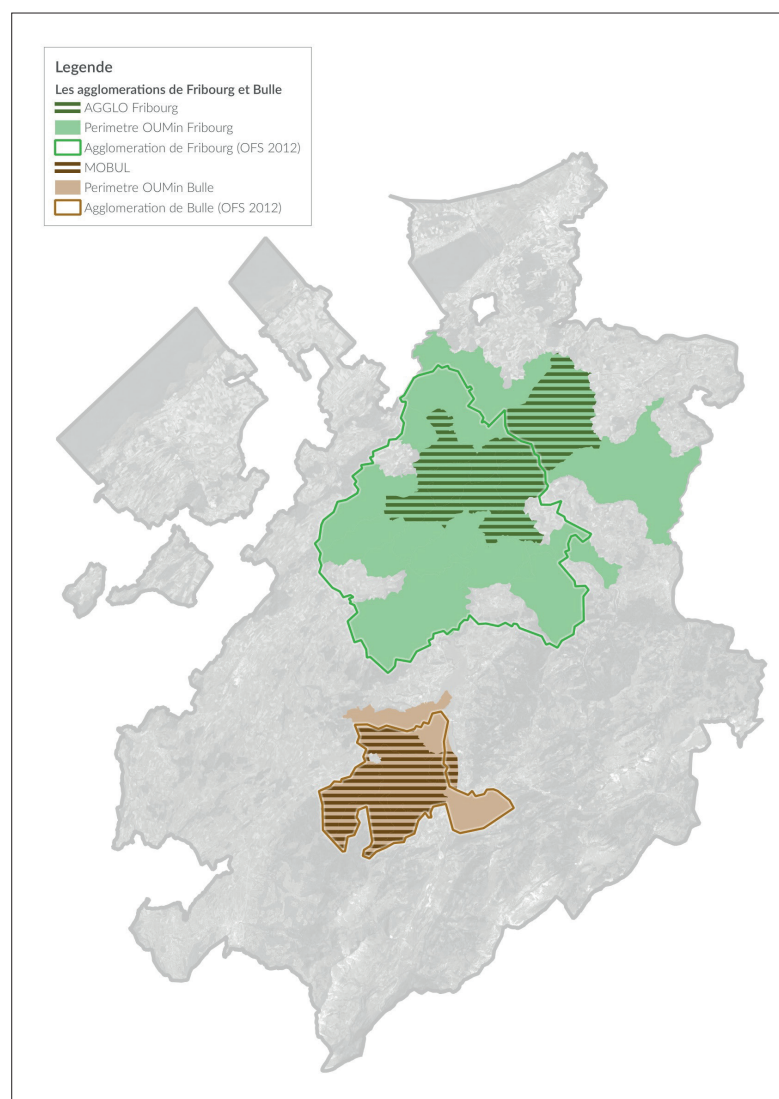 Legende
Les agglomerations de Fribourg et Bulle
AGGLO Fribourg
Perimetre OUMin Fribourg
Agglomeration de Fribourg (OFS 2012)
MOBUL
Perimetre OUMin Bulle
Agglomeration de Bulle (OFS 2012)